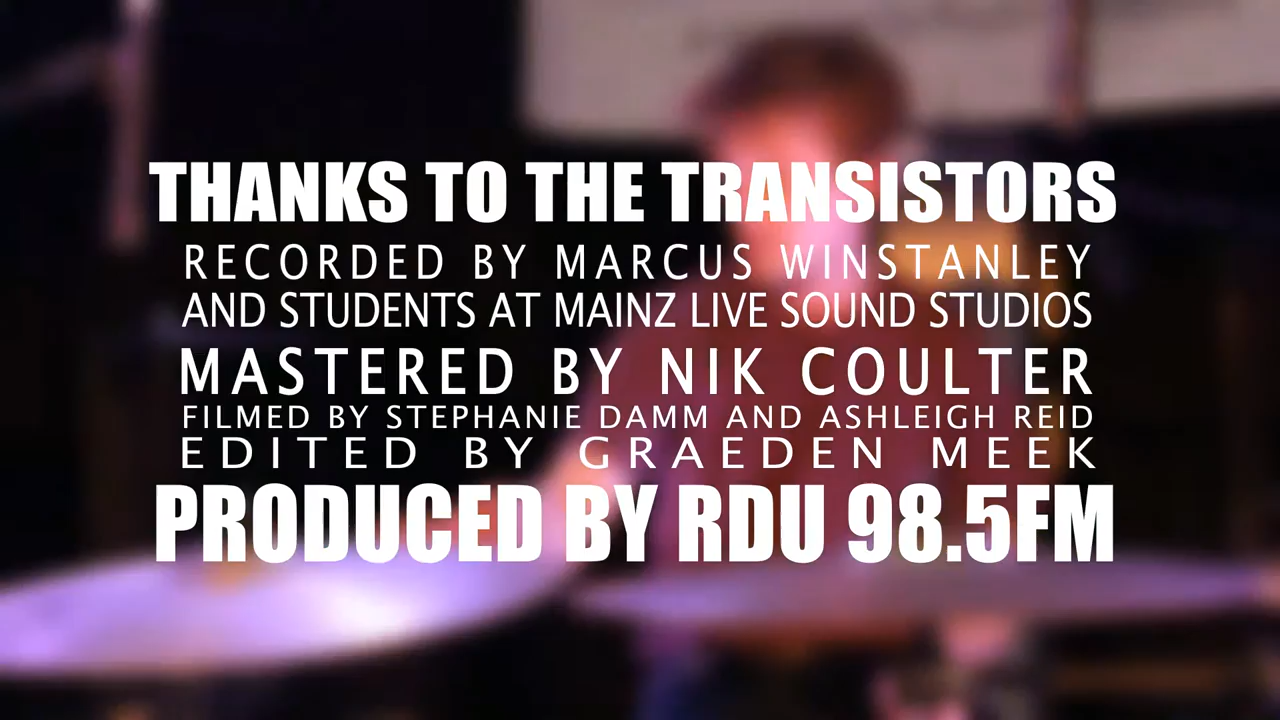 THANKS TO THE TRANSISTORS
RECORDED BY MARCUS WINSTANLEY
AND STUDENTS AT MAINZ LIVE SOUND STUDIOS
MASTERED BY NIK COULTER
FILMED BY STEPHANIE DAMM AND ASHLEIGH REID
EDITED BY GRAEDEN MEEK
PRODUCED BY RDU 98.5FM